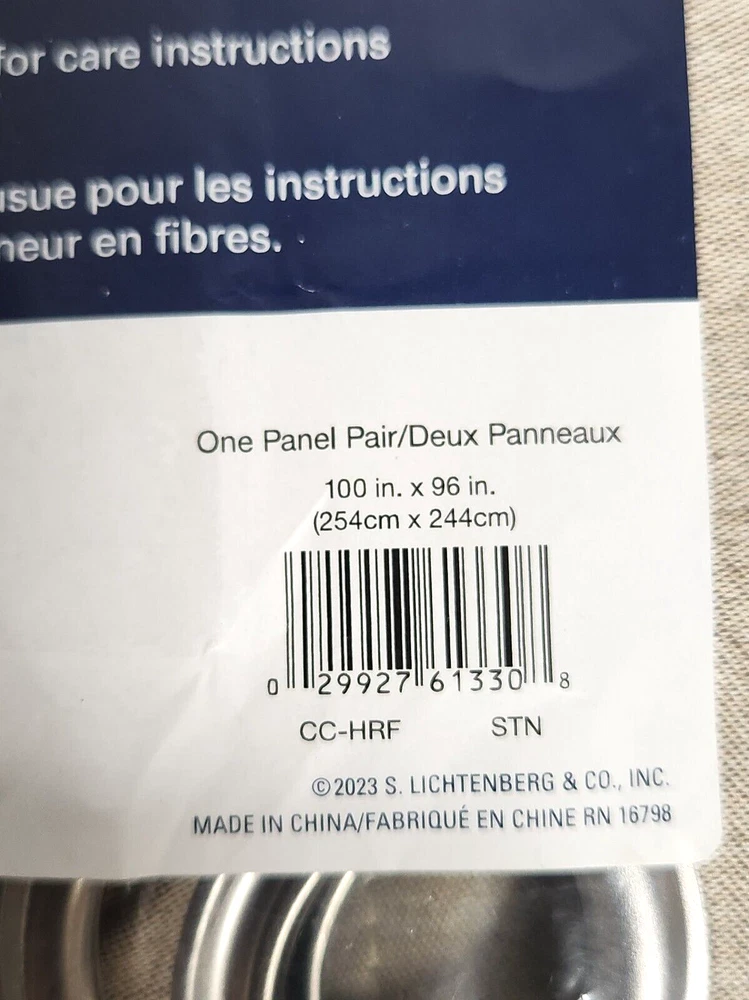 for care instructions
pour les instructions
en fibres.
One Panel Pair/Deux Panneaux
100 in. x 96 in.
(254cm x 244cm)
0 29927 61330 8
CC-HRF STN
©2023 S. LICHTENBERG & CO., INC.
MADE IN CHINA/FABRIQUÉ EN CHINE RN 16798